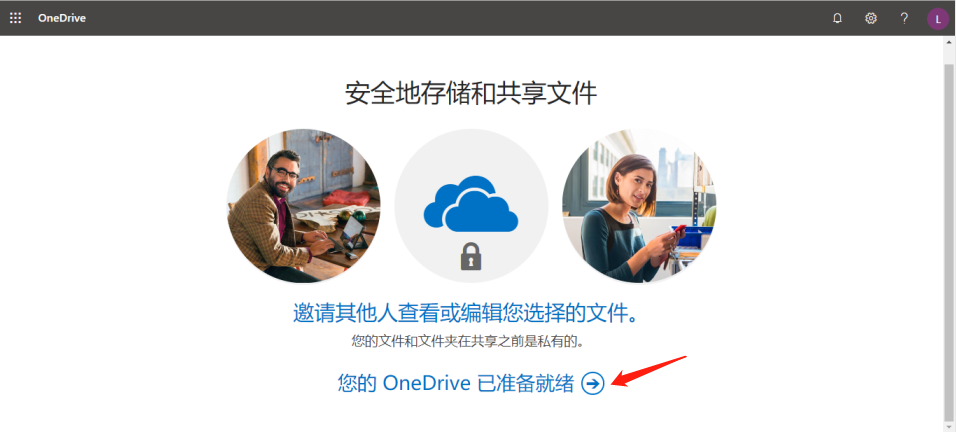 OneDrive
?
L
安全地存储和共享文件
邀请其他人查看或编辑您选择的文件。
您的文件和文件夹在共享之前是私有的。
您的 OneDrive 已准备就绪